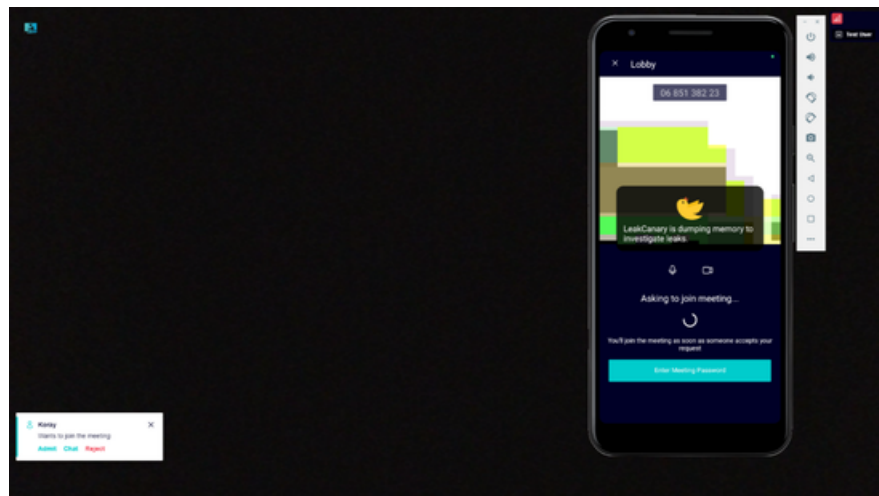 Test User
Lobby
06 851 382 23
LeakCanary is dumping memory to
investigate leaks.
Asking to join meeting...
You'll join the meeting as soon as someone accepts your
request
Enter Meeting Password
Koray
Wants to join the meeting
Admit Chat Reject